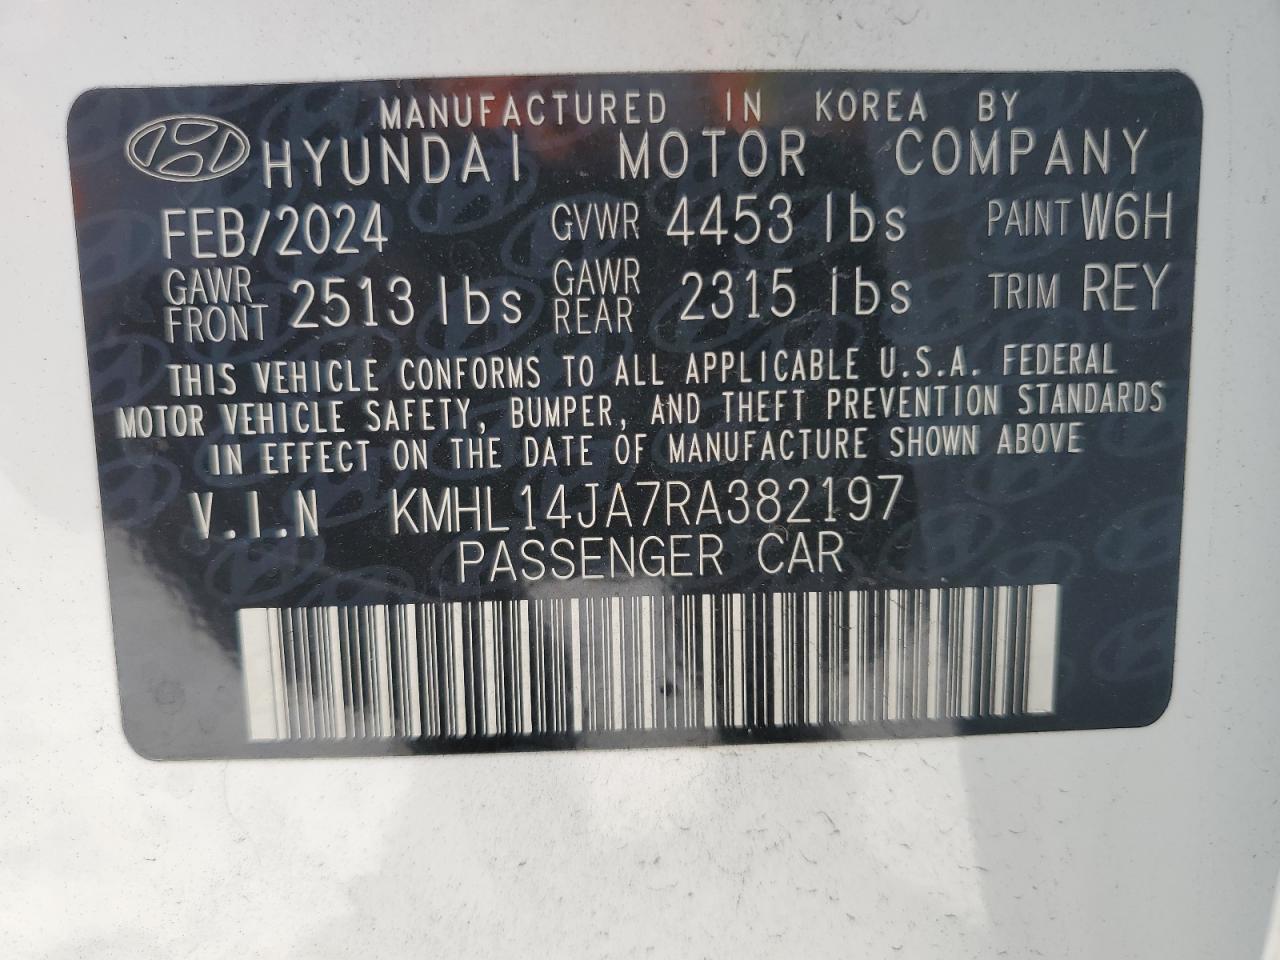 MANUFACTURED IN KOREA BY
HYUNDAI MOTOR COMPANY
FEB/2024 GVWR 4453 lbs PAINT W6H
GAWR FRONT 2513 lbs GAWR REAR 2315 lbs TRIM REY
THIS VEHICLE CONFORMS TO ALL APPLICABLE U.S.A. FEDERAL
MOTOR VEHICLE SAFETY, BUMPER, AND THEFT PREVENTION STANDARDS
IN EFFECT ON THE DATE OF MANUFACTURE SHOWN ABOVE
V.I.N KMHL14JA7RA382197
PASSENGER CAR